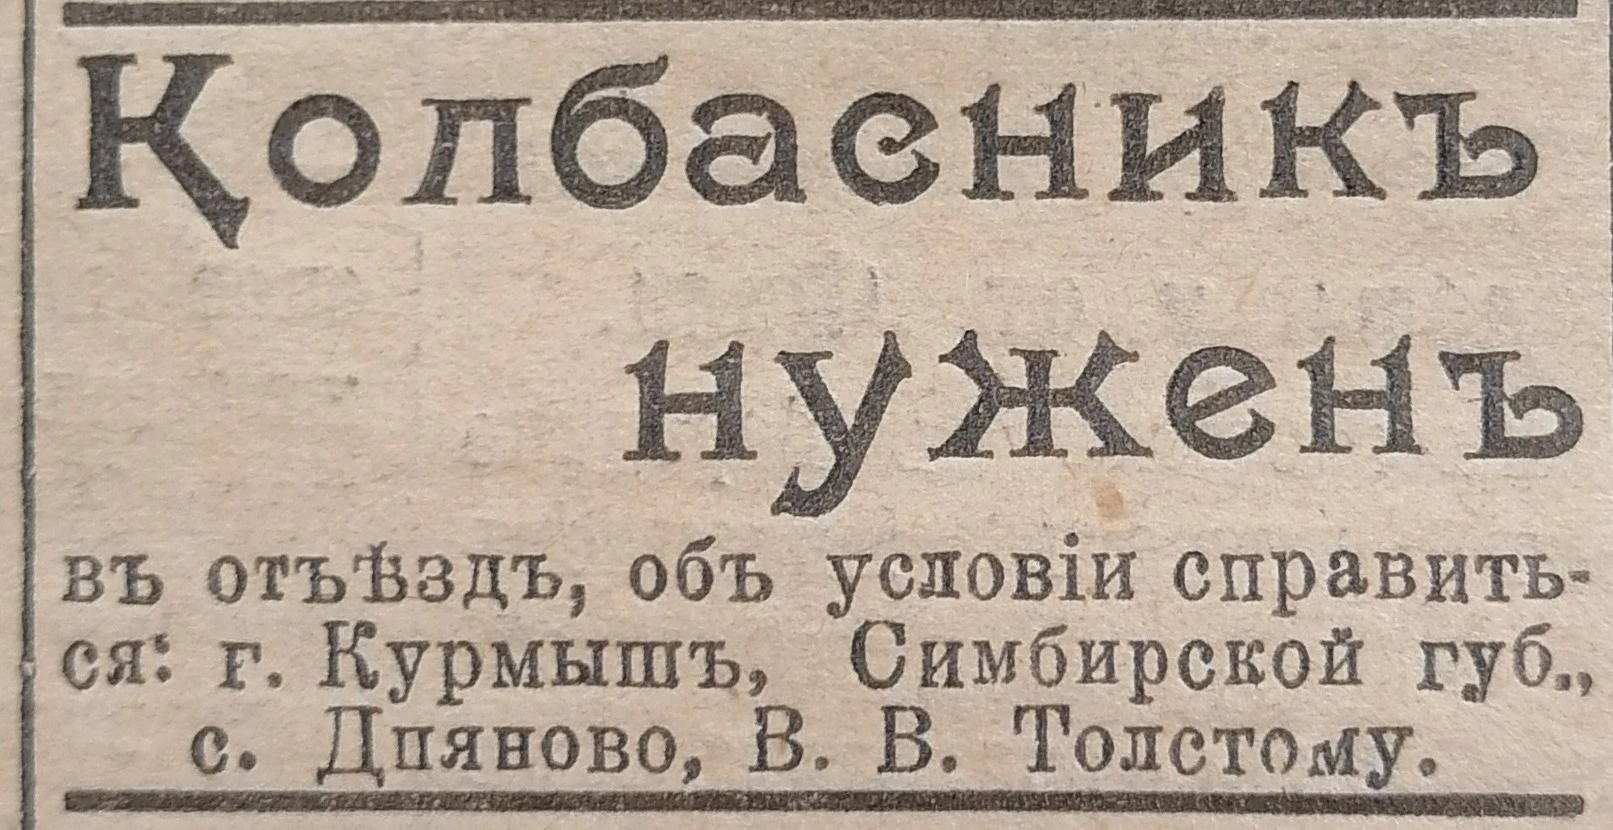 Колбасникъ
нуженъ
въ отъѣздъ, объ условіи справить-
ся: г. Курмышъ, Симбирской губ.,
с. Дпяново, В. В. Толстому.